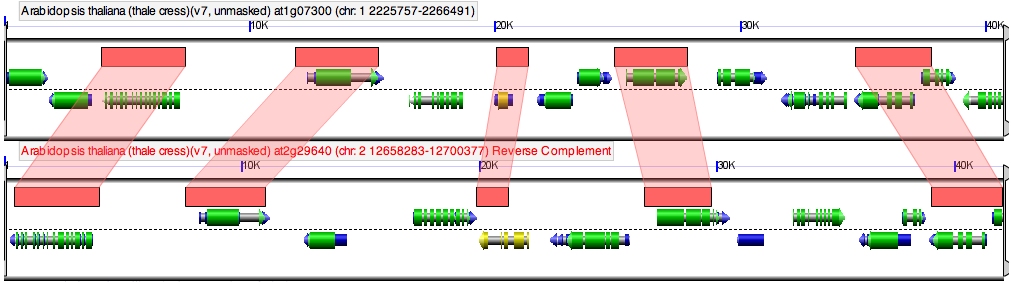 Arabidopsis thaliana (thale cress)(v7, unmasked) at1g07300 (chr: 1 2225757-2266491)
10K 20K 30K 40K
Arabidopsis thaliana (thale cress)(v7, unmasked) at2g29640 (chr: 2 12658283-12700377) Reverse Complement
10K 20K 30K 40K